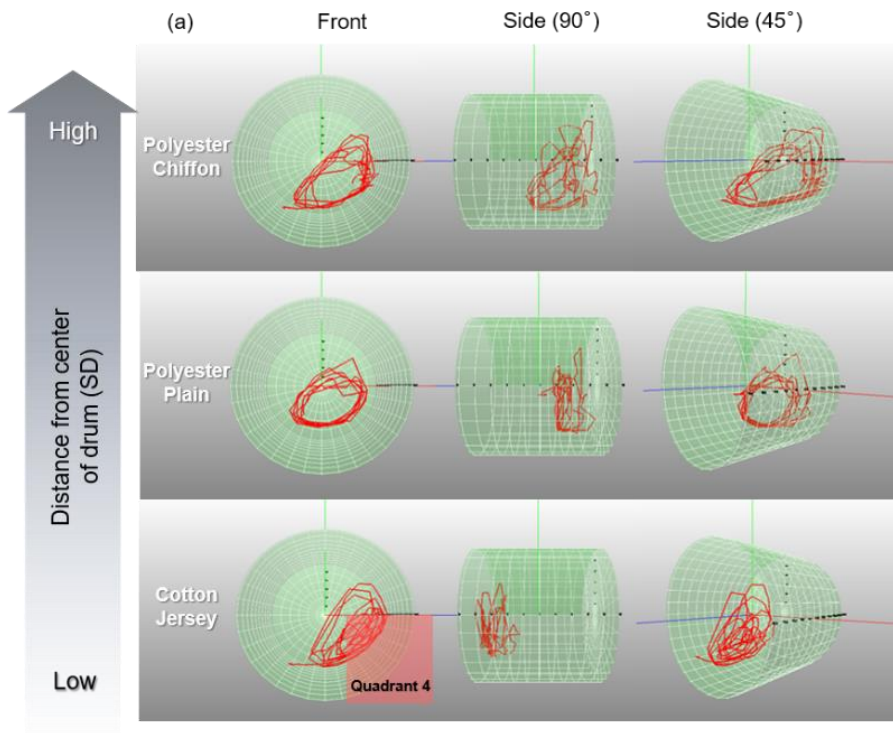 (a)
Front
Side (90˚)
Side (45˚)
High
Polyester
Chiffon
Distance from center
of drum (SD)
Polyester
Plain
Cotton
Jersey
Low
Quadrant 4